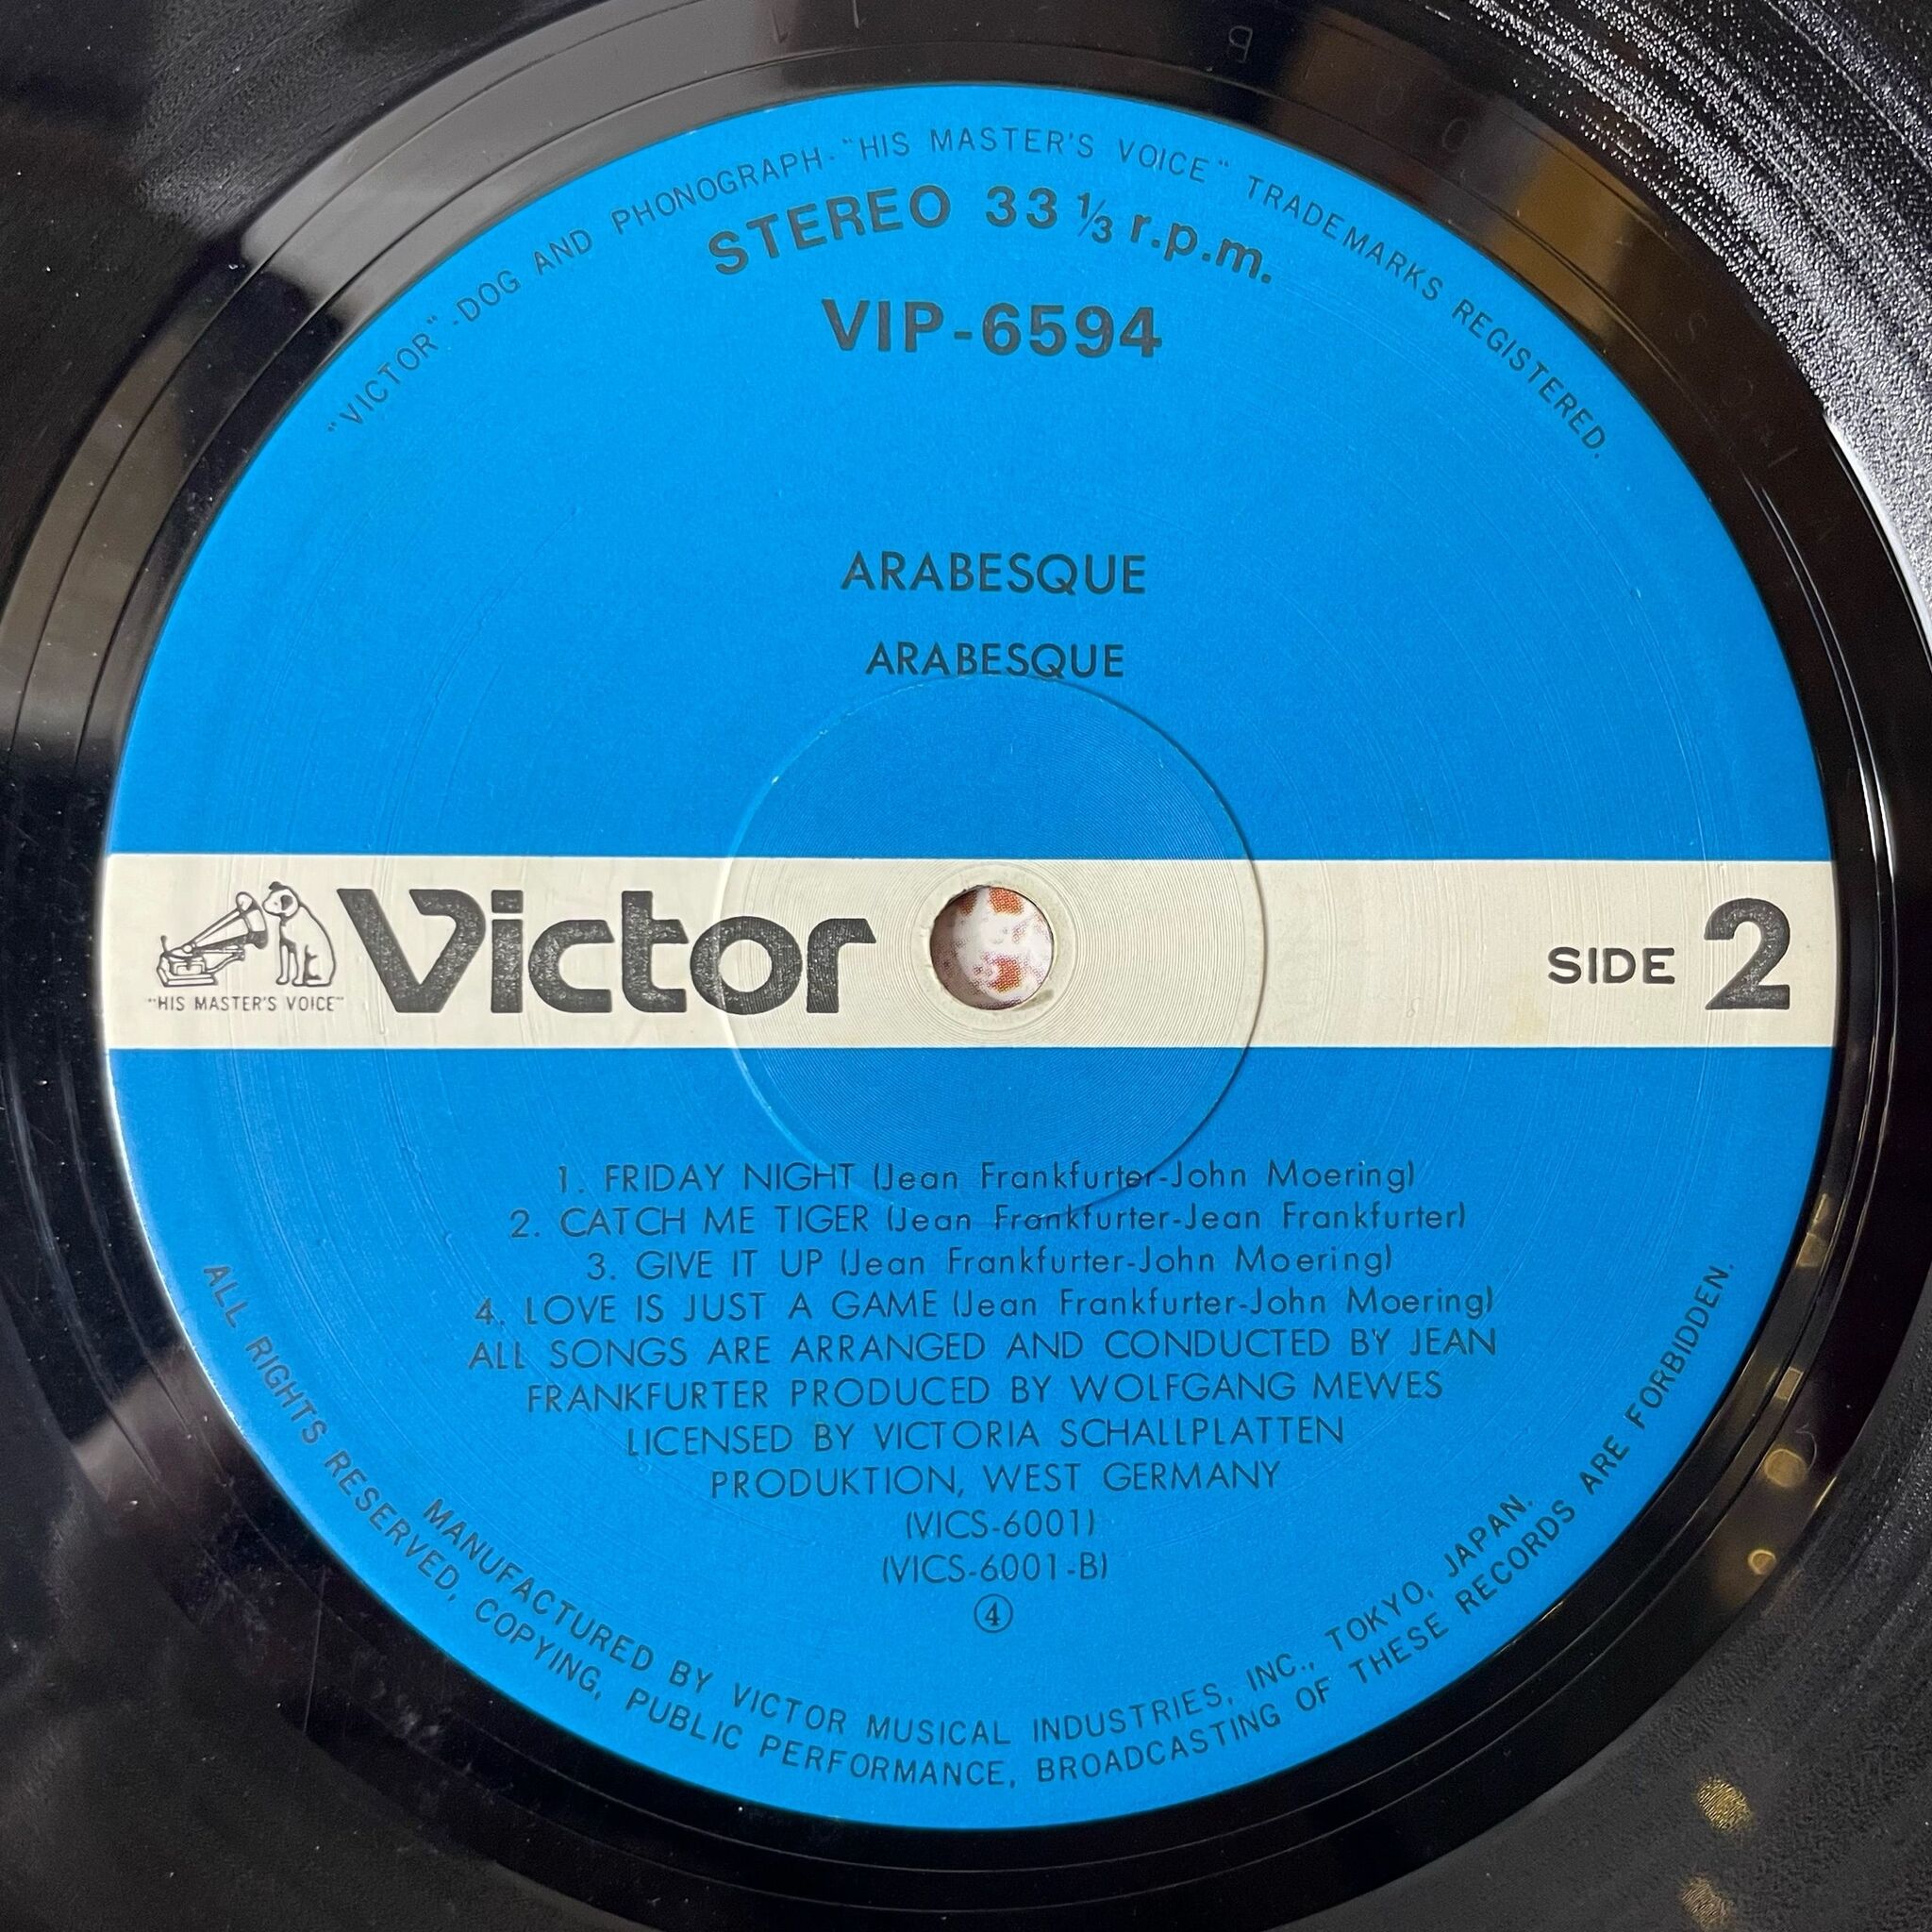 "VICTOR"-DOG AND PHONOGRAPH-"HIS MASTER'S VOICE" TRADEMARKS REGISTERED.
STEREO 33 ⅓ r.p.m.
VIP-6594
ARABESQUE
ARABESQUE
Victor
"HIS MASTER'S VOICE"
SIDE 2
1. FRIDAY NIGHT (Jean Frankfurter-John Moering)
2. CATCH ME TIGER (Jean Frankfurter-Jean Frankfurter)
3. GIVE IT UP (Jean Frankfurter-John Moering)
4. LOVE IS JUST A GAME (Jean Frankfurter-John Moering)
ALL SONGS ARE ARRANGED AND CONDUCTED BY JEAN
FRANKFURTER PRODUCED BY WOLFGANG MEWES
LICENSED BY VICTORIA SCHALLPLATTEN
PRODUKTION, WEST GERMANY
(VICS-6001)
(VICS-6001-B)
④
MANUFACTURED BY VICTOR MUSICAL INDUSTRIES, INC., TOKYO, JAPAN.
ALL RIGHTS RESERVED, COPYING, PUBLIC PERFORMANCE, BROADCASTING OF THESE RECORDS ARE FORBIDDEN.